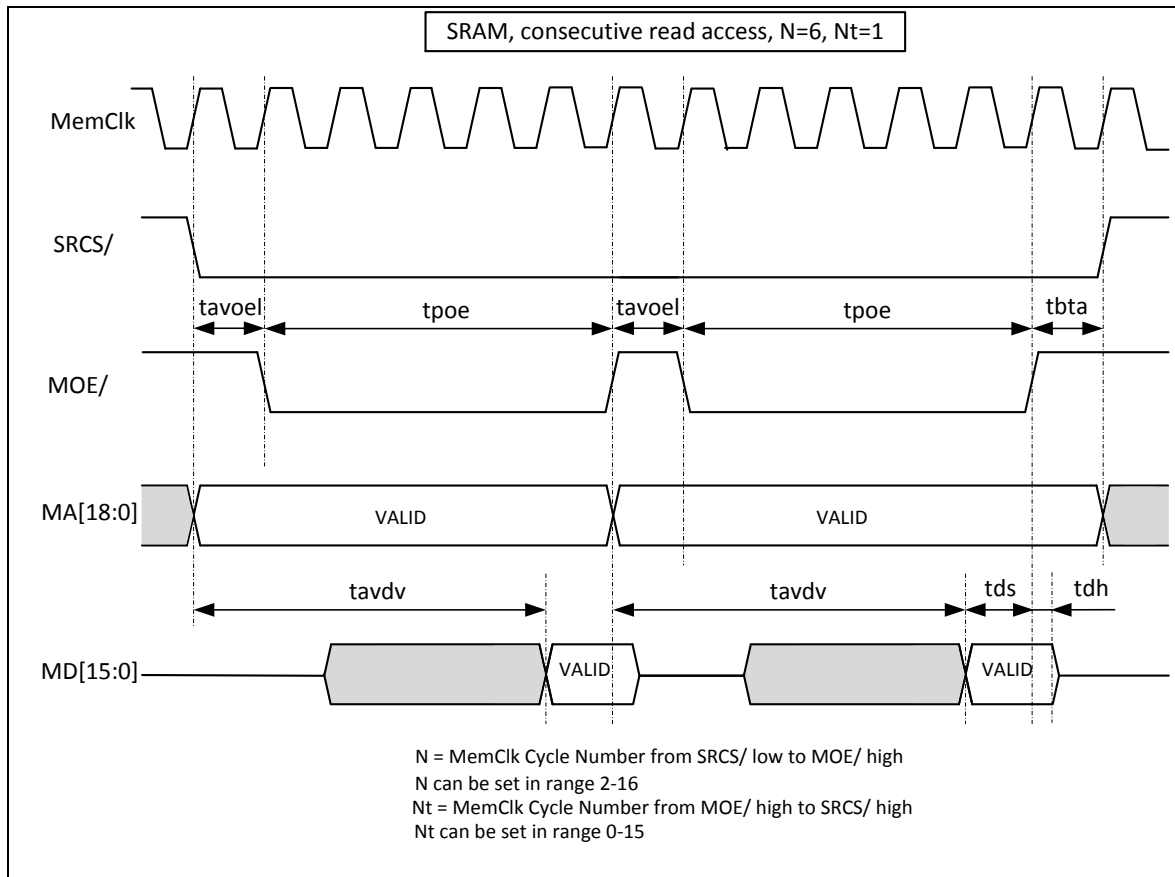 SRAM, consecutive read access, N=6, Nt=1
MemClk
SRCS/
tavoel
tpoe
tavoel
tpoe
tbta
MOE/
MA[18:0]
VALID
VALID
tavdv
tavdv
tds
tdh
MD[15:0]
VALID
VALID
N = MemClk Cycle Number from SRCS/ low to MOE/ high
N can be set in range 2-16
Nt = MemClk Cycle Number from MOE/ high to SRCS/ high
Nt can be set in range 0-15